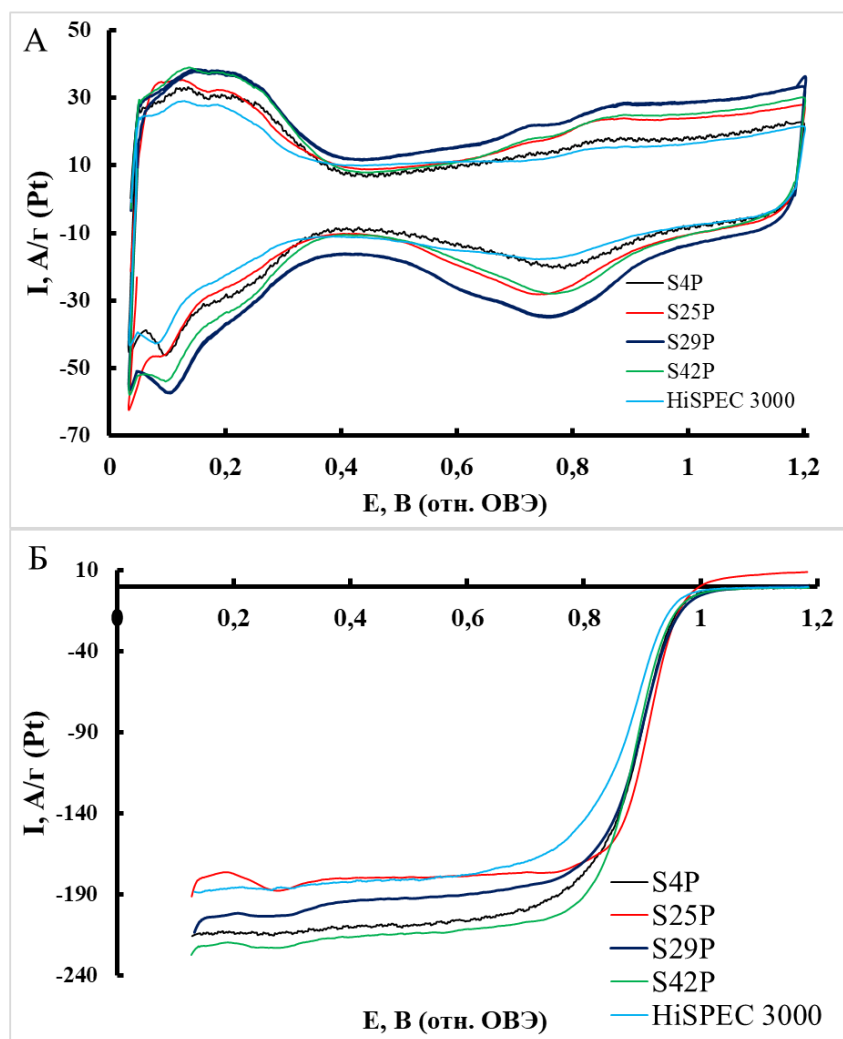 А
50
30
10
-10
-30
-50
-70
I, А/г (Pt)
0
0,2
0,4
0,6
0,8
1
1,2
E, В (отн. ОВЭ)
S4P
S25P
S29P
S42P
HiSPEC 3000
Б
10
-40
-90
-140
-190
-240
I, А/г (Pt)
0
0,2
0,4
0,6
0,8
1
1,2
E, В (отн. ОВЭ)
S4P
S25P
S29P
S42P
HiSPEC 3000